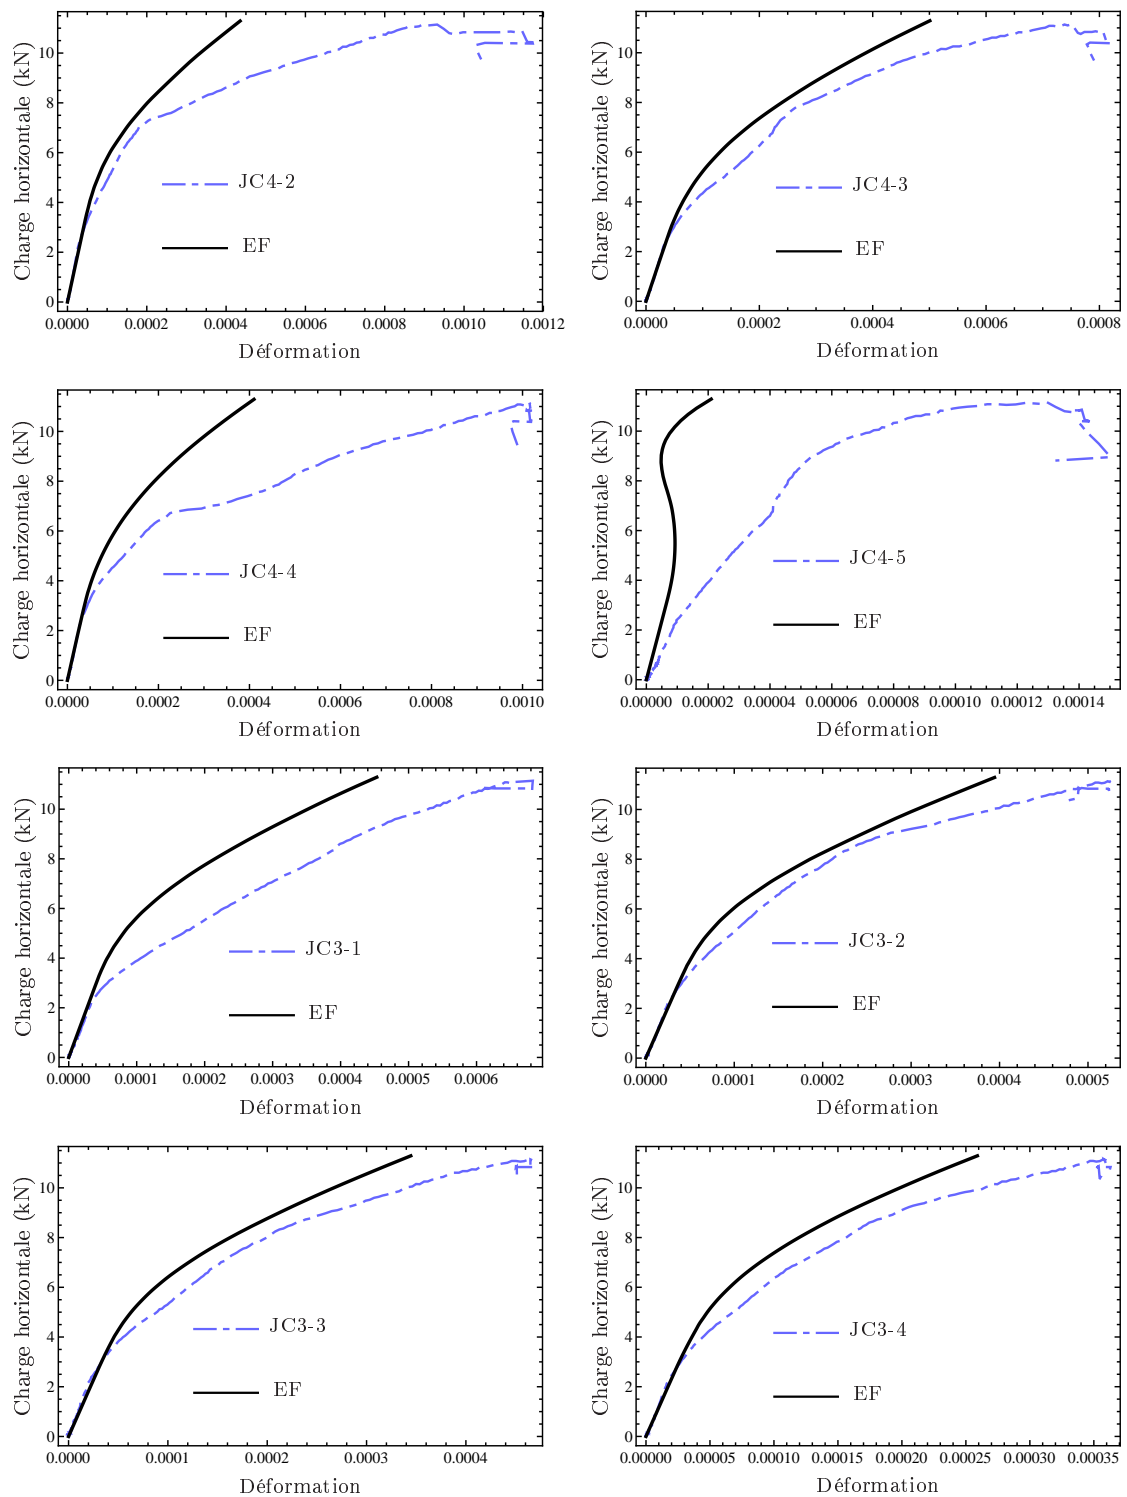 Charge horizontale (kN)
10
8
6
4
2
0
JC4-2
EF
0.0000 0.0002 0.0004 0.0006 0.0008 0.0010 0.0012
Déformation
Charge horizontale (kN)
10
8
6
4
2
0
JC4-3
EF
0.0000 0.0002 0.0004 0.0006 0.0008
Déformation
Charge horizontale (kN)
10
8
6
4
2
0
JC4-4
EF
0.0000 0.0002 0.0004 0.0006 0.0008 0.0010
Déformation
Charge horizontale (kN)
10
8
6
4
2
0
JC4-5
EF
0.00000 0.00002 0.00004 0.00006 0.00008 0.00010 0.00012 0.00014
Déformation
Charge horizontale (kN)
10
8
6
4
2
0
JC3-1
EF
0.0000 0.0001 0.0002 0.0003 0.0004 0.0005 0.0006
Déformation
Charge horizontale (kN)
10
8
6
4
2
0
JC3-2
EF
0.0000 0.0001 0.0002 0.0003 0.0004 0.0005
Déformation
Charge horizontale (kN)
10
8
6
4
2
0
JC3-3
EF
0.0000 0.0001 0.0002 0.0003 0.0004
Déformation
Charge horizontale (kN)
10
8
6
4
2
0
JC3-4
EF
0.00000 0.00005 0.00010 0.00015 0.00020 0.00025 0.00030 0.00035
Déformation